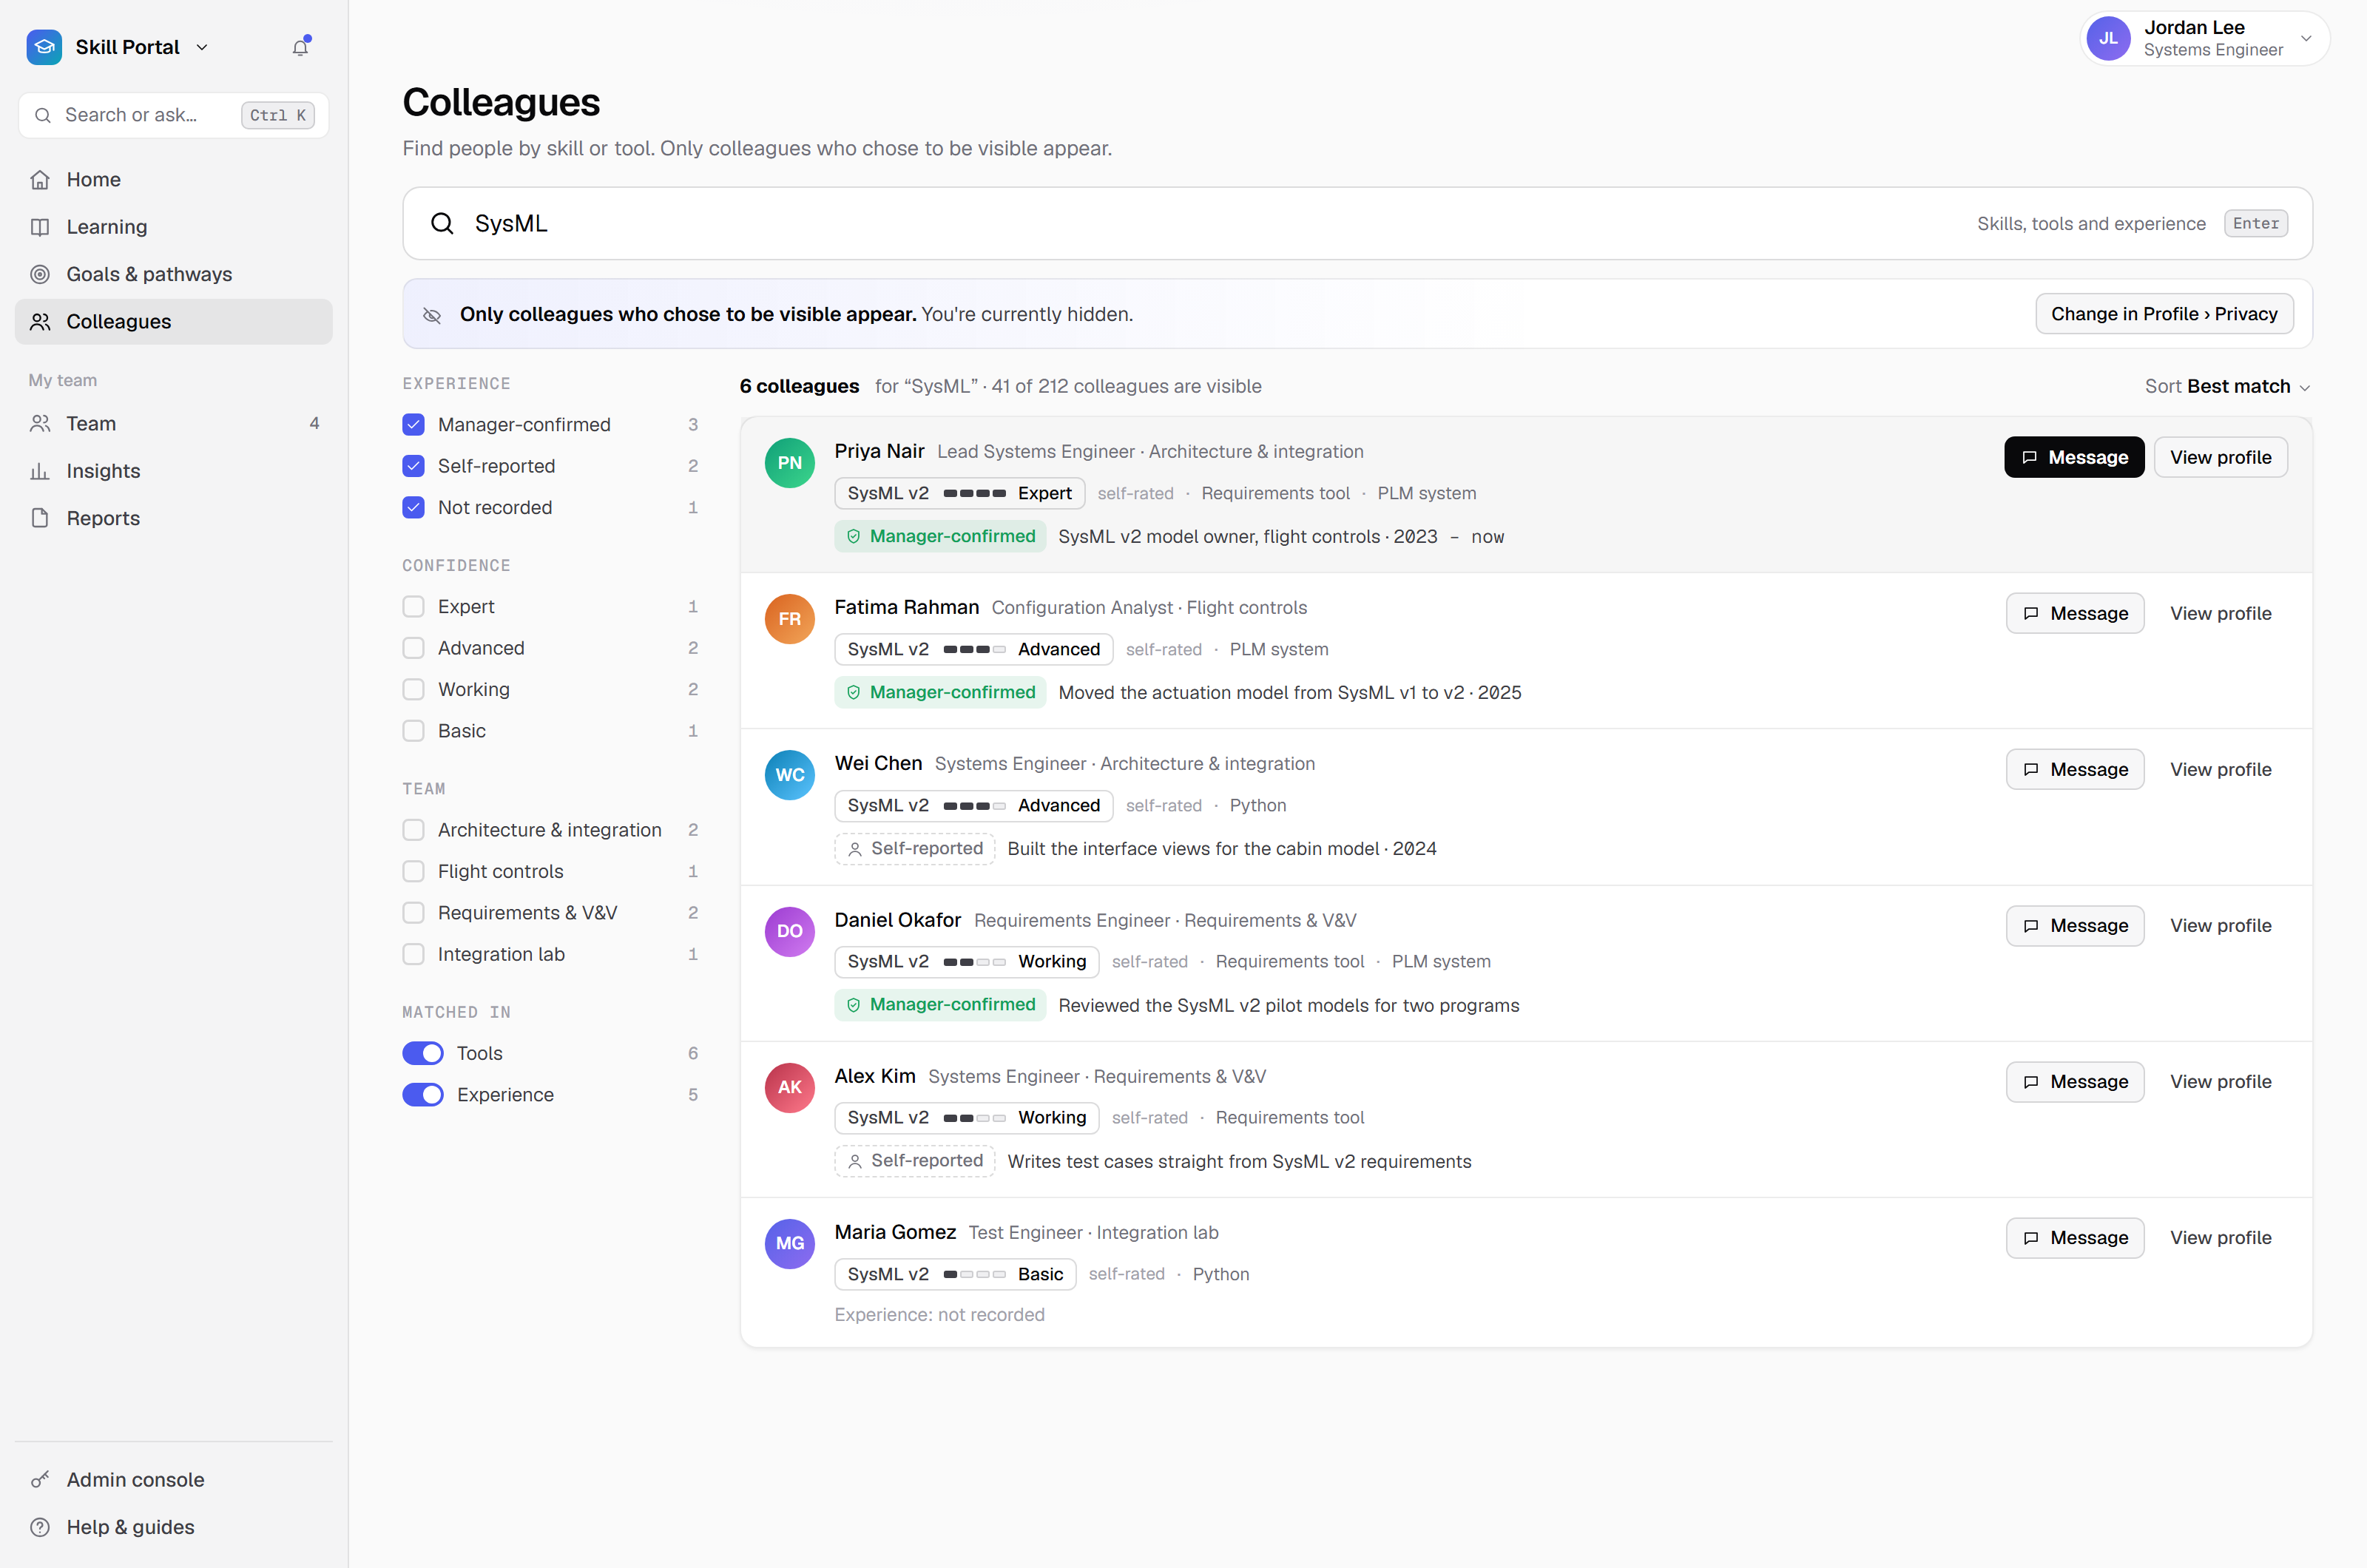 Skill Portal
Search or ask... Ctrl K
Home
Learning
Goals & pathways
Colleagues
My team
Team 4
Insights
Reports
Admin console
Help & guides
JL Jordan Lee
Systems Engineer
Colleagues
Find people by skill or tool. Only colleagues who chose to be visible appear.
SysML Skills, tools and experience Enter
Only colleagues who chose to be visible appear. You're currently hidden. Change in Profile › Privacy
EXPERIENCE
Manager-confirmed 3
Self-reported 2
Not recorded 1
CONFIDENCE
Expert 1
Advanced 2
Working 2
Basic 1
TEAM
Architecture & integration 2
Flight controls 1
Requirements & V&V 2
Integration lab 1
MATCHED IN
Tools 6
Experience 5
6 colleagues for “SysML” · 41 of 212 colleagues are visible Sort Best match
PN Priya Nair Lead Systems Engineer · Architecture & integration Message View profile
SysML v2 Expert self-rated · Requirements tool · PLM system
Manager-confirmed SysML v2 model owner, flight controls · 2023 – now
FR Fatima Rahman Configuration Analyst · Flight controls Message View profile
SysML v2 Advanced self-rated · PLM system
Manager-confirmed Moved the actuation model from SysML v1 to v2 · 2025
WC Wei Chen Systems Engineer · Architecture & integration Message View profile
SysML v2 Advanced self-rated · Python
Self-reported Built the interface views for the cabin model · 2024
DO Daniel Okafor Requirements Engineer · Requirements & V&V Message View profile
SysML v2 Working self-rated · Requirements tool · PLM system
Manager-confirmed Reviewed the SysML v2 pilot models for two programs
AK Alex Kim Systems Engineer · Requirements & V&V Message View profile
SysML v2 Working self-rated · Requirements tool
Self-reported Writes test cases straight from SysML v2 requirements
MG Maria Gomez Test Engineer · Integration lab Message View profile
SysML v2 Basic self-rated · Python
Experience: not recorded